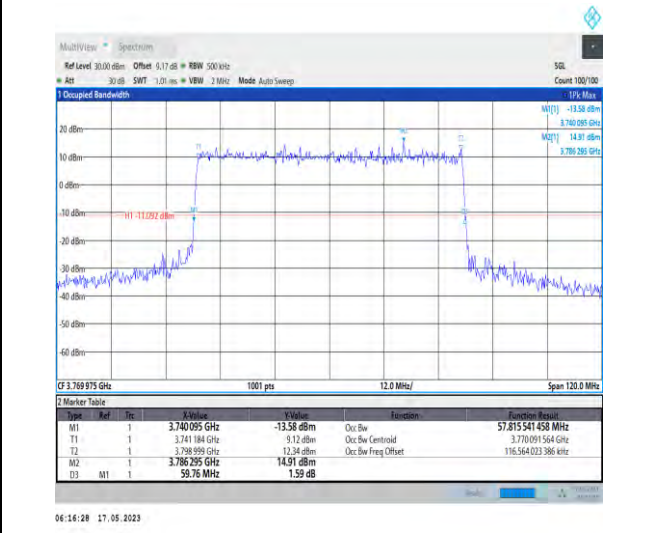 MultiView Spectrum
Ref Level 30.00 dBm Offset 9.17 dB RBW 500 kHz SGL
Att 30 dB SWT 1.01 ms VBW 2 MHz Mode Auto Sweep Count 100/100
1 Occupied Bandwidth 1Pk Max
M1[1] -13.58 dBm
3.740 095 GHz
M2[1] 14.91 dBm
3.786 295 GHz
20 dBm
10 dBm
0 dBm
-10 dBm
H1 -11.092 dBm
M1
M2
T1
-20 dBm
-30 dBm
-40 dBm
-50 dBm
-60 dBm
CF 3.769 975 GHz 1001 pts 12.0 MHz/ Span 120.0 MHz
2 Marker Table
Type Ref Trc X-Value Y-Value Function Function Result
M1 1 3.740 095 GHz -13.58 dBm Occ Bw 57.815 541 458 MHz
T1 1 3.741 184 GHz 9.12 dBm Occ Bw Centroid 3.770 091 564 GHz
T2 1 3.798 999 GHz 12.34 dBm Occ Bw Freq Offset 116.564 023 386 kHz
M2 1 3.786 295 GHz 14.91 dBm
D3 M1 1 59.76 MHz 1.59 dB
06:16:28 17.05.2023